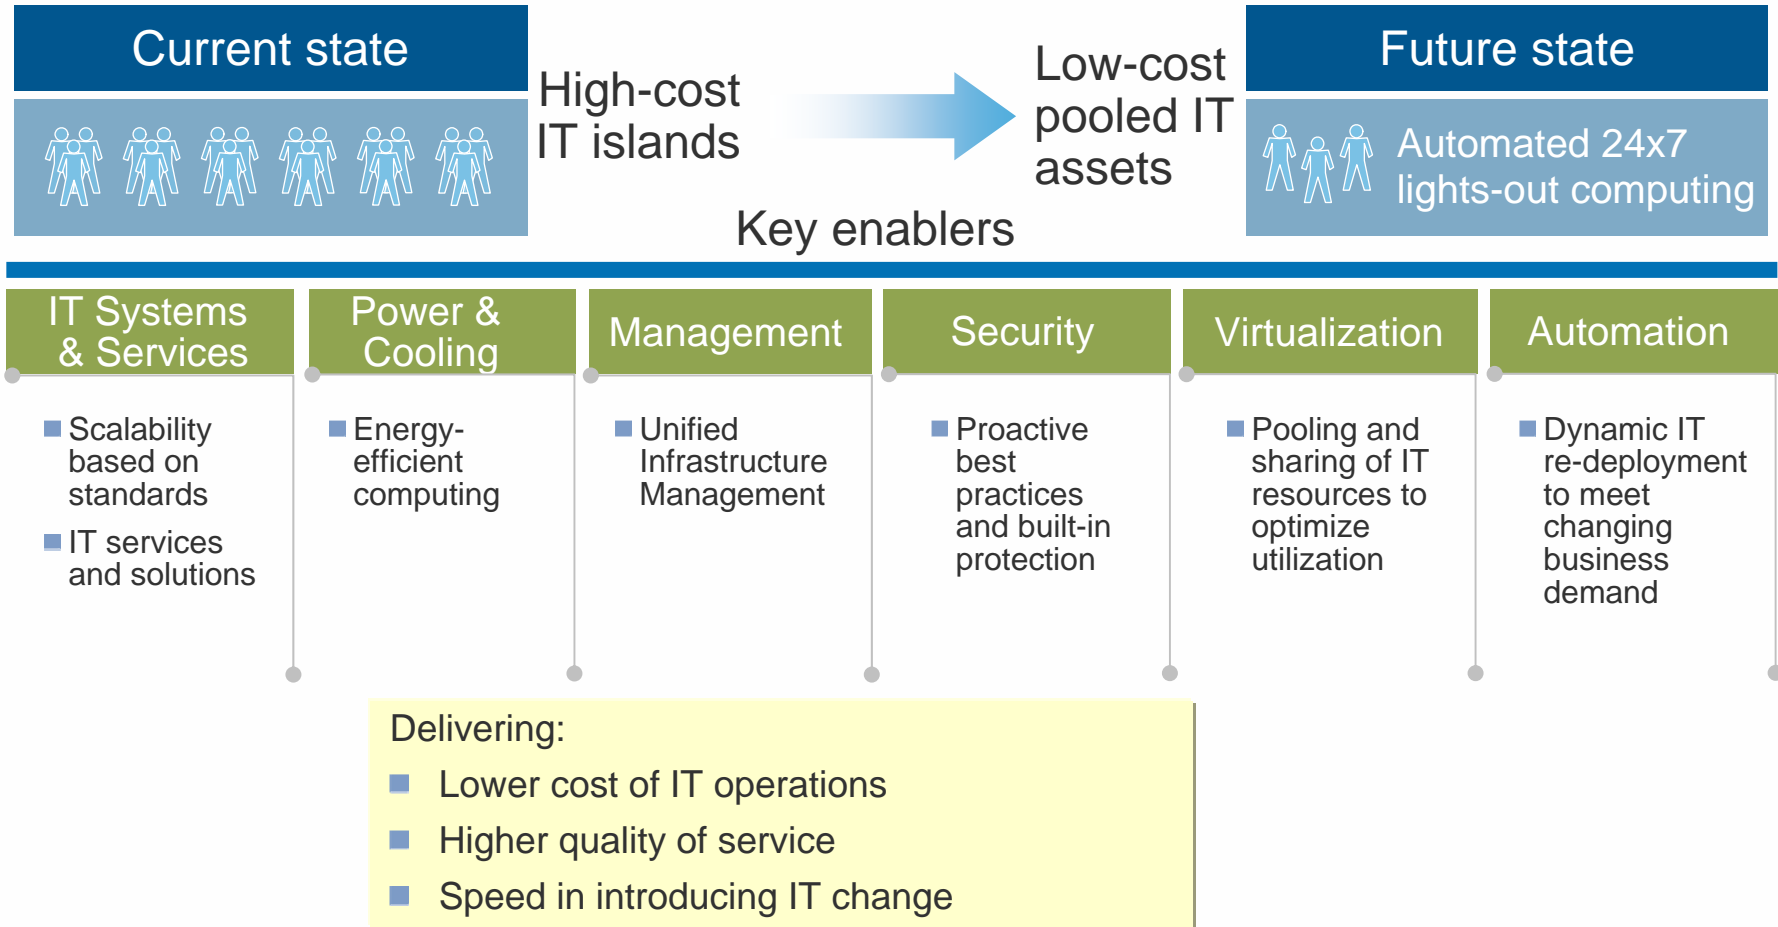 Current state
High-cost
IT islands
Low-cost
pooled IT
assets
Future state
Automated 24x7
lights-out computing
Key enablers
IT Systems
& Services
Scalability
based on
standards
IT services
and solutions
Power &
Cooling
Energy-
efficient
computing
Management
Unified
Infrastructure
Management
Security
Proactive
best
practices
and built-in
protection
Virtualization
Pooling and
sharing of IT
resources to
optimize
utilization
Automation
Dynamic IT
re-deployment
to meet
changing
business
demand
Delivering:
Lower cost of IT operations
Higher quality of service
Speed in introducing IT change